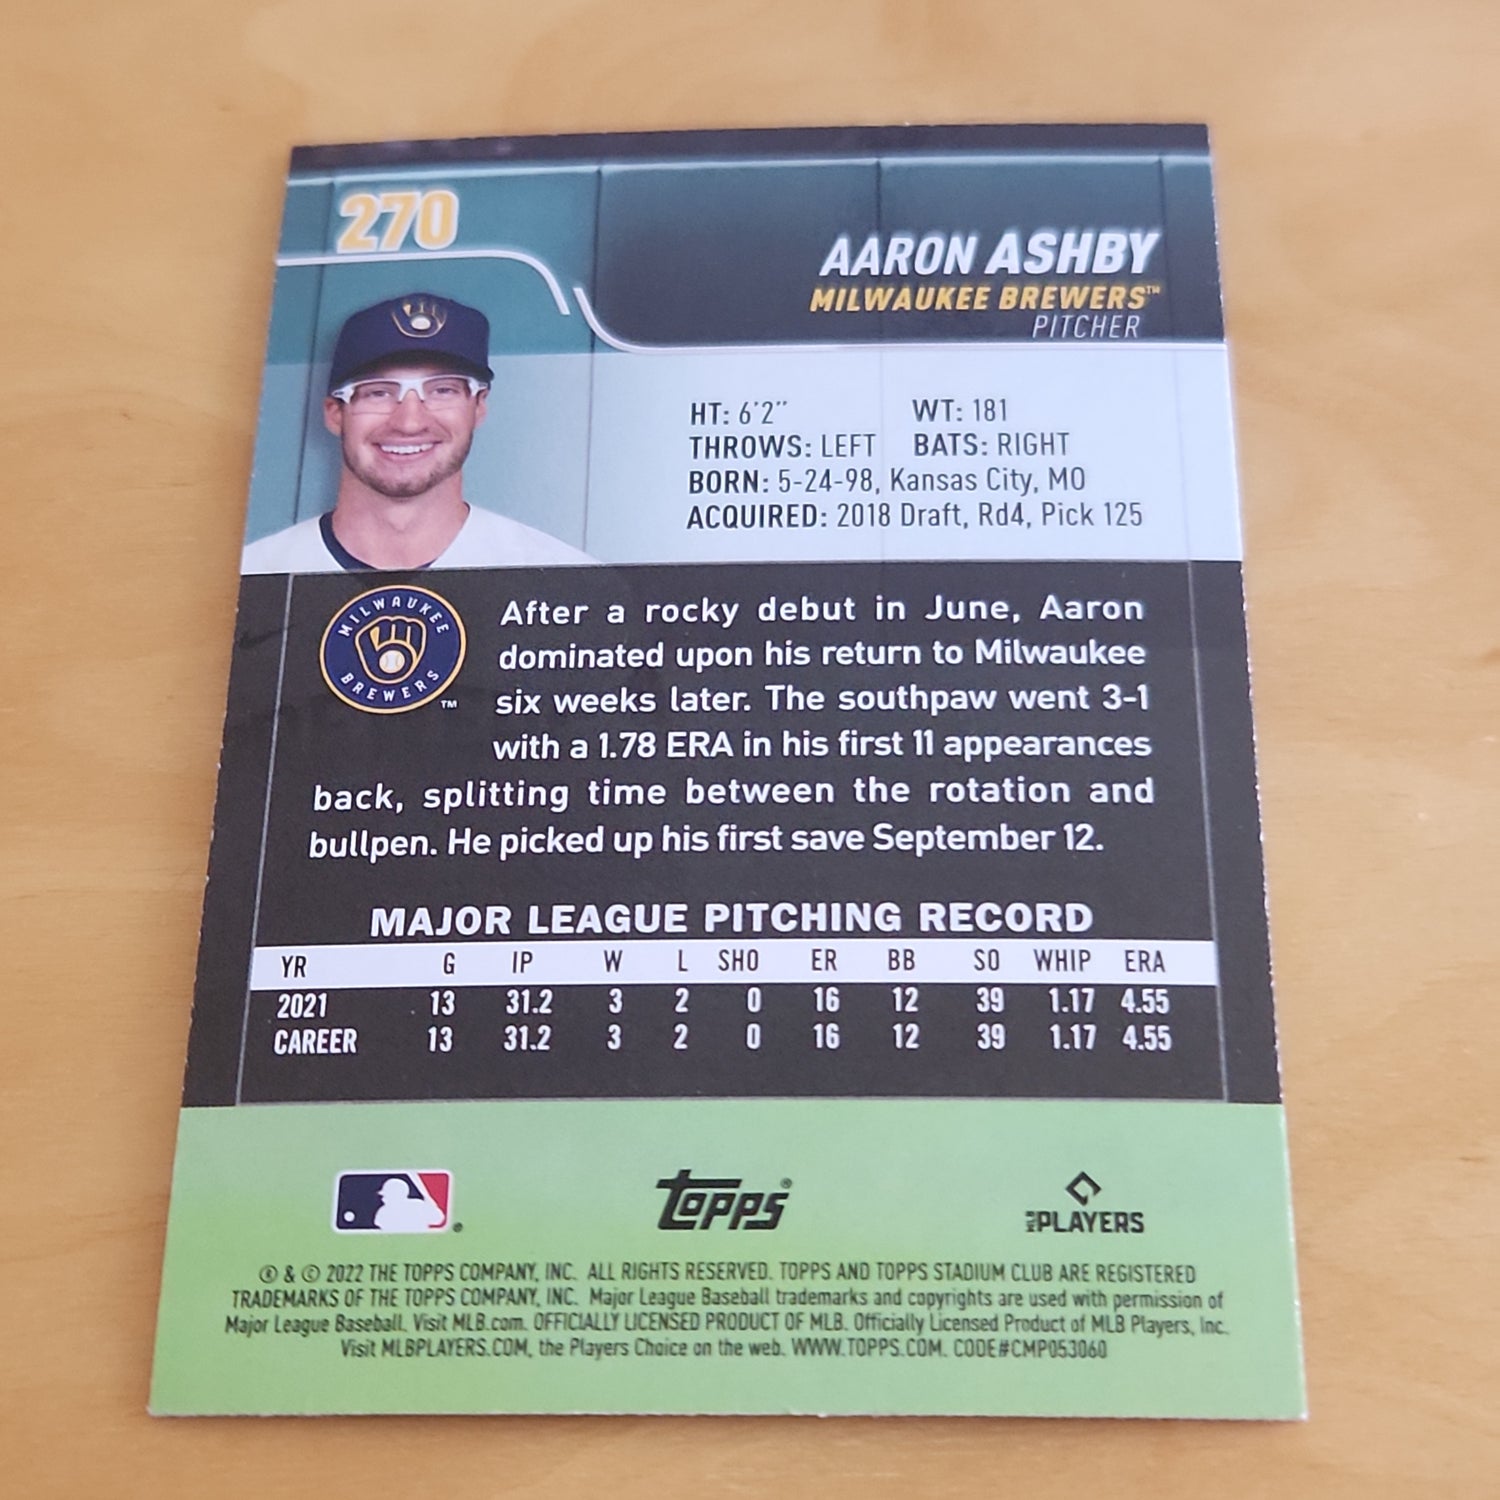 270
AARON ASHBY
MILWAUKEE BREWERS™
PITCHER
HT: 6'2" WT: 181
THROWS: LEFT BATS: RIGHT
BORN: 5-24-98, Kansas City, MO
ACQUIRED: 2018 Draft, Rd4, Pick 125
MILWAUKEE
BREWERS
™
After a rocky debut in June, Aaron
dominated upon his return to Milwaukee
six weeks later. The southpaw went 3-1
with a 1.78 ERA in his first 11 appearances
back, splitting time between the rotation and
bullpen. He picked up his first save September 12.
MAJOR LEAGUE PITCHING RECORD
YR G IP W L SHO ER BB SO WHIP ERA
2021 13 31.2 3 2 0 16 12 39 1.17 4.55
CAREER 13 31.2 3 2 0 16 12 39 1.17 4.55
®
topps®
MLB PLAYERS
® & © 2022 THE TOPPS COMPANY, INC. ALL RIGHTS RESERVED. TOPPS AND TOPPS STADIUM CLUB ARE REGISTERED
TRADEMARKS OF THE TOPPS COMPANY, INC. Major League Baseball trademarks and copyrights are used with permission of
Major League Baseball. Visit MLB.com. OFFICIALLY LICENSED PRODUCT OF MLB. Officially Licensed Product of MLB Players, Inc.
Visit MLBPLAYERS.COM, the Players Choice on the web. WWW.TOPPS.COM. CODE#CMP053060